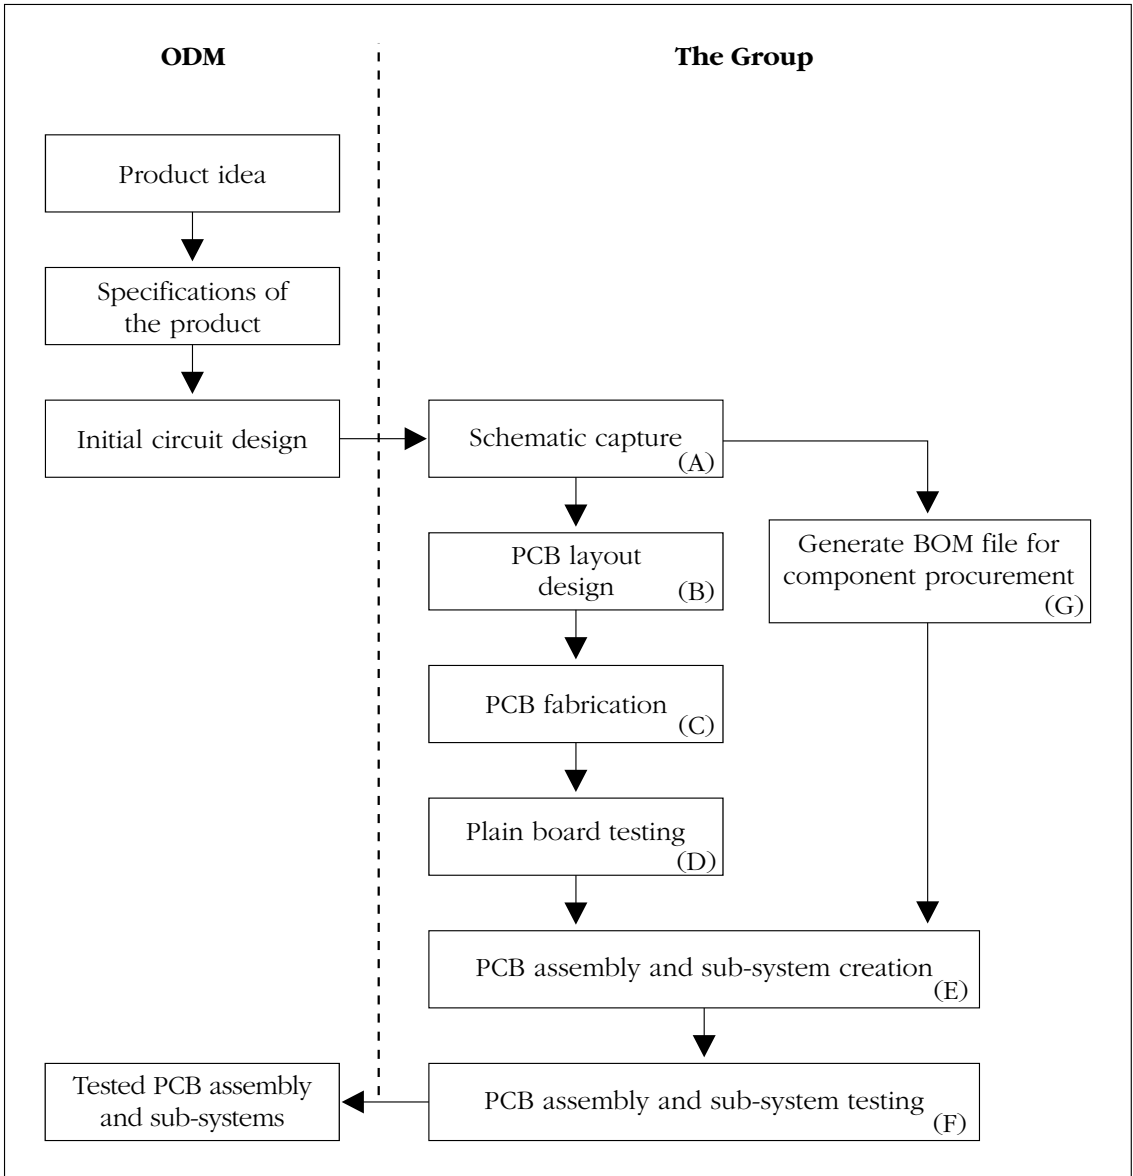 ODM
The Group
Product idea
Specifications of
the product
Initial circuit design
Schematic capture
(A)
PCB layout
design
(B)
Generate BOM file for
component procurement
(G)
PCB fabrication
(C)
Plain board testing
(D)
PCB assembly and sub-system creation
(E)
Tested PCB assembly
and sub-systems
PCB assembly and sub-system testing
(F)